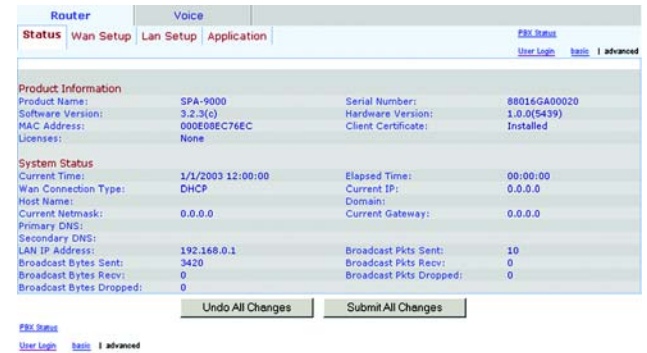 Router Voice
Status Wan Setup Lan Setup Application PBX Status
User Login basic | advanced
Product Information
Product Name: SPA-9000 Serial Number: 88016GA00020
Software Version: 3.2.3(c) Hardware Version: 1.0.0(5439)
MAC Address: 000E08EC76EC Client Certificate: Installed
Licenses: None
System Status
Current Time: 1/1/2003 12:00:00 Elapsed Time: 00:00:00
Wan Connection Type: DHCP Current IP: 0.0.0.0
Host Name: Domain:
Current Netmask: 0.0.0.0 Current Gateway: 0.0.0.0
Primary DNS:
Secondary DNS:
LAN IP Address: 192.168.0.1 Broadcast Pkts Sent: 10
Broadcast Bytes Sent: 3420 Broadcast Pkts Recv: 0
Broadcast Bytes Recv: 0 Broadcast Pkts Dropped: 0
Broadcast Bytes Dropped: 0
Undo All Changes Submit All Changes
PBX Status
User Login basic | advanced